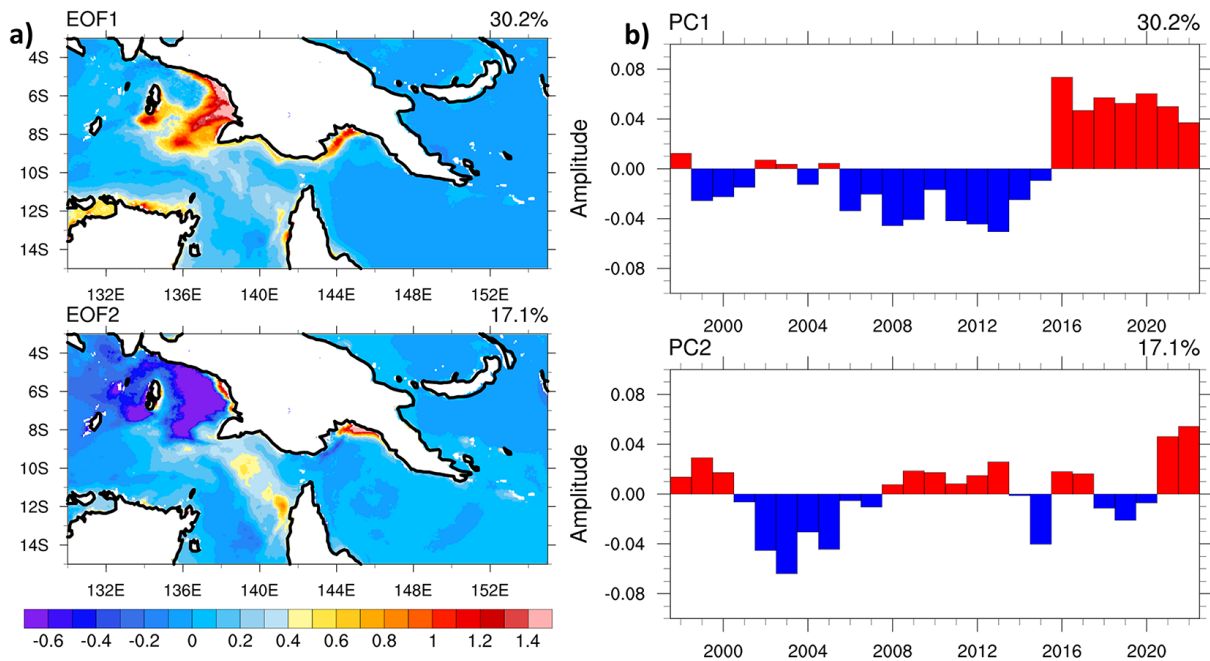 a)
EOF1 30.2%
4S
6S
8S
10S
12S
14S
132E 136E 140E 144E 148E 152E
EOF2 17.1%
4S
6S
8S
10S
12S
14S
132E 136E 140E 144E 148E 152E
-0.6 -0.4 -0.2 0 0.2 0.4 0.6 0.8 1 1.2 1.4
b)
PC1 30.2%
Amplitude
0.08
0.04
0.00
-0.04
-0.08
2000 2004 2008 2012 2016 2020
PC2 17.1%
Amplitude
0.08
0.04
0.00
-0.04
-0.08
2000 2004 2008 2012 2016 2020